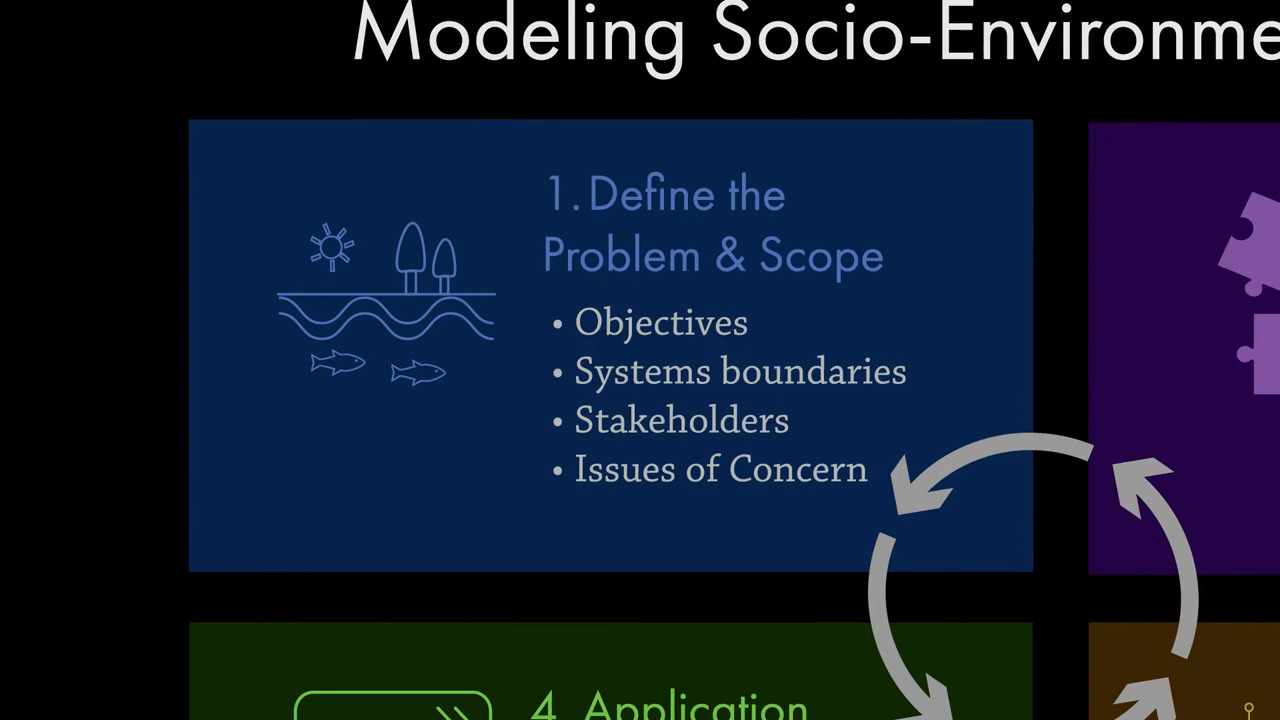 Modeling Socio-Environme
1. Define the
Problem & Scope
• Objectives
• Systems boundaries
• Stakeholders
• Issues of Concern
4. Application